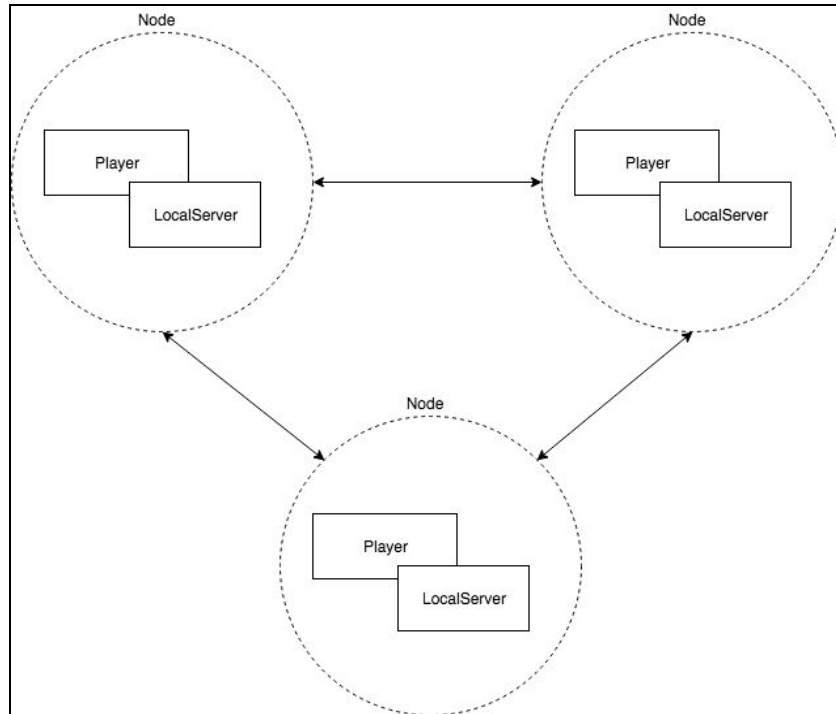 Node
Node
Player
LocalServer
Player
LocalServer
Node
Player
LocalServer